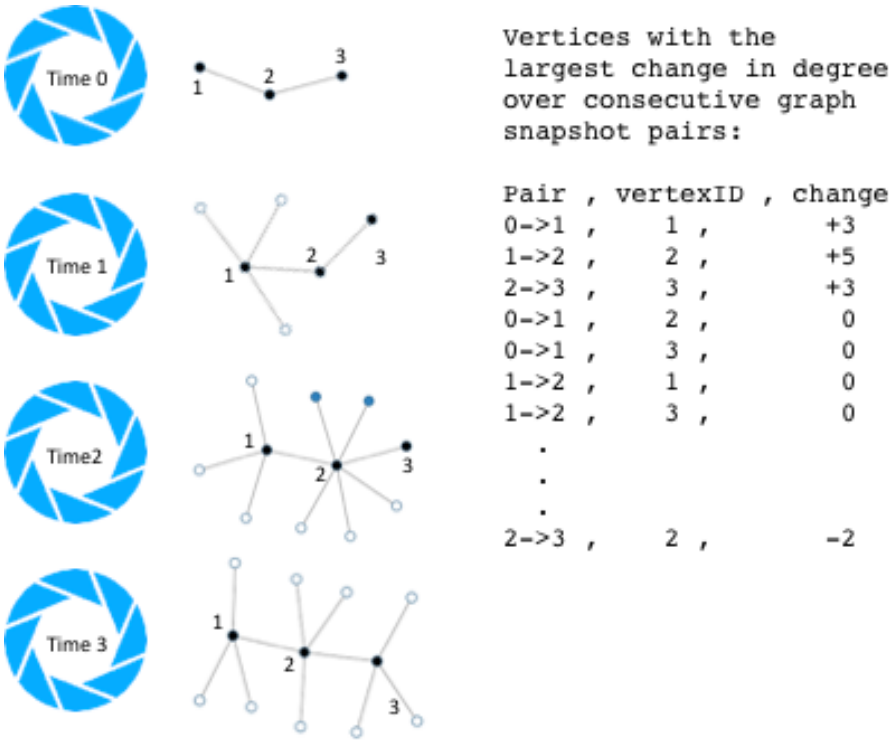 Time 0
1
2
3
Vertices with the
largest change in degree
over consecutive graph
snapshot pairs:
Pair , vertexID , change
0->1 , 1 , +3
1->2 , 2 , +5
2->3 , 3 , +3
0->1 , 2 , 0
0->1 , 3 , 0
1->2 , 1 , 0
1->2 , 3 , 0
.
.
.
2->3 , 2 , -2
Time 1
1
2
3
Time2
1
2
3
Time 3
1
2
3